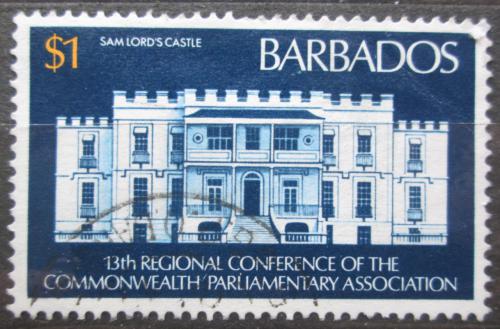 $1
SAM LORD'S CASTLE
BARBADOS
13th REGIONAL CONFERENCE OF THE
COMMONWEALTH PARLIAMENTARY ASSOCIATION